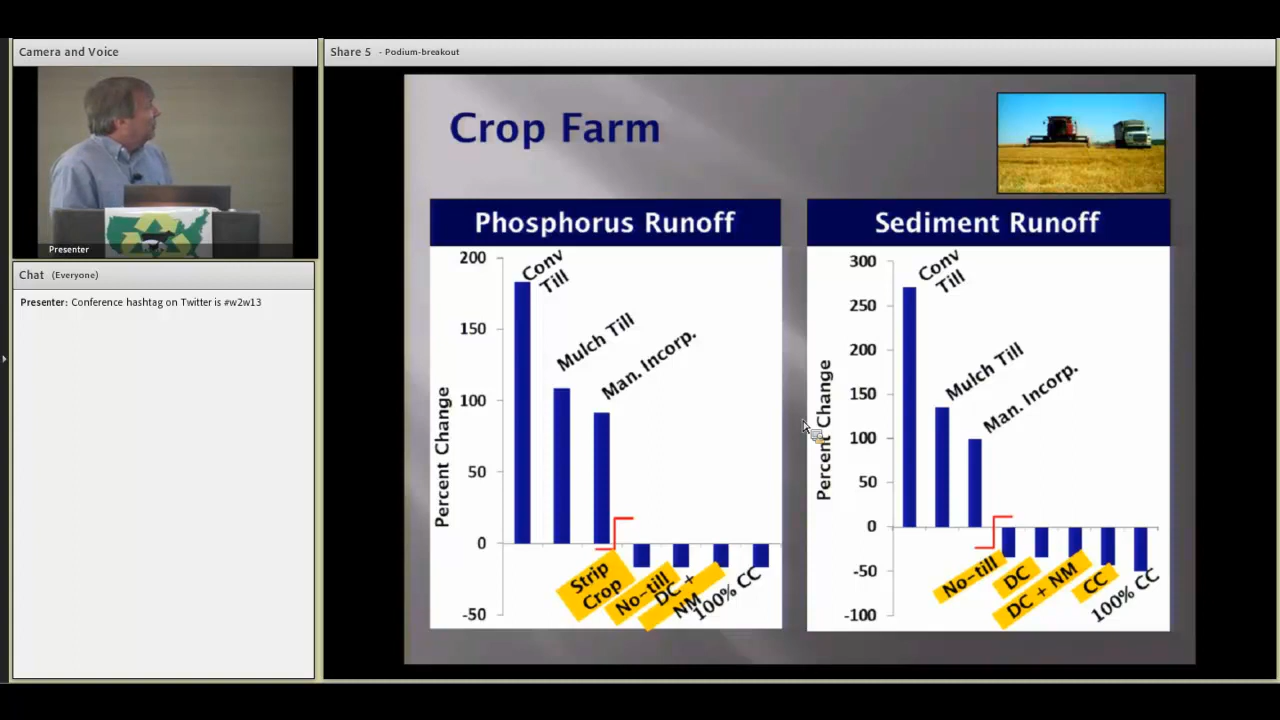 Camera and Voice
Presenter
Chat (Everyone)
Presenter: Conference hashtag on Twitter is #w2w13
Share 5 - Podium-breakout
Crop Farm
Phosphorus Runoff
200
150
100
50
0
-50
Percent Change
Conv
Till
Mulch Till
Man. Incorp.
Strip
Crop
No-till
DC +
NM
100% CC
Sediment Runoff
300
250
200
150
100
50
0
-50
-100
Percent Change
Conv
Till
Mulch Till
Man. Incorp.
No-till
DC
DC + NM
CC
100% CC